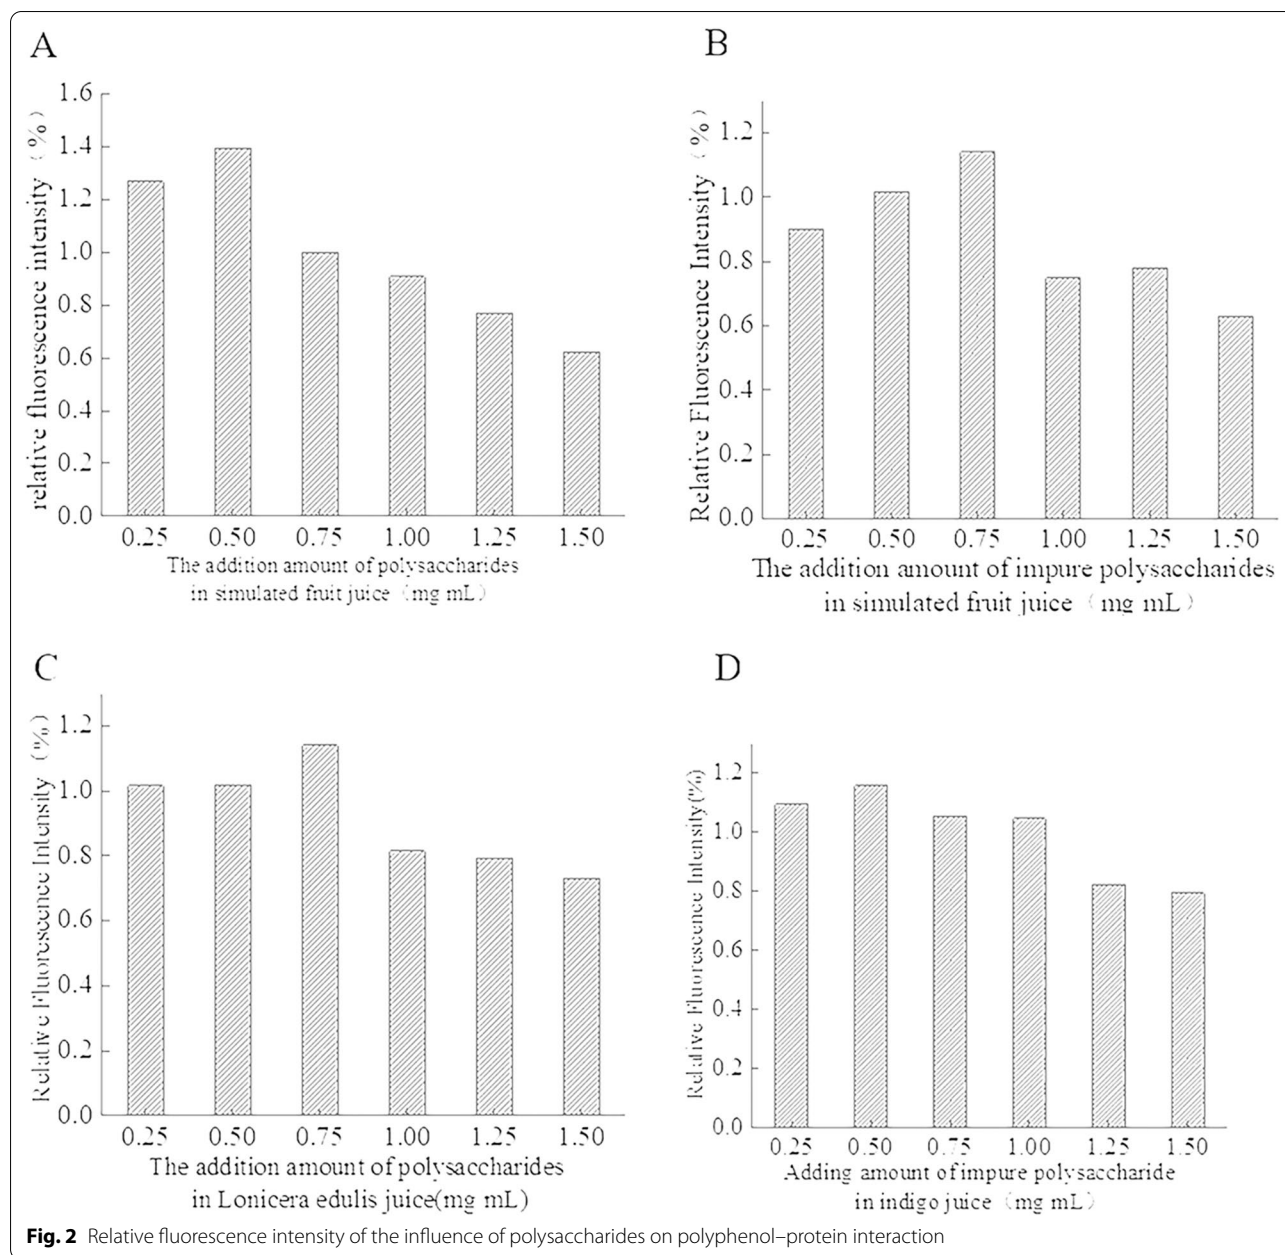 A
relative fluorescence intensity（%）
1.6
1.4
1.2
1.0
0.8
0.6
0.4
0.2
0.0
0.25 0.50 0.75 1.00 1.25 1.50
The addition amount of polysaccharides
in simulated fruit juice（mg mL）
B
Relative Fluorescence Intensity（%）
1.2
1.0
0.8
0.6
0.4
0.2
0.0
0.25 0.50 0.75 1.00 1.25 1.50
The addition amount of impure polysaccharides
in simulated fruit juice（mg mL）
C
Relative Fluorescence Intensity（%）
1.2
1.0
0.8
0.6
0.4
0.2
0.0
0.25 0.50 0.75 1.00 1.25 1.50
The addition amount of polysaccharides
in Lonicera edulis juice(mg mL)
D
Relative Fluorescence Intensity(%)
1.2
1.0
0.8
0.6
0.4
0.2
0.0
0.25 0.50 0.75 1.00 1.25 1.50
Adding amount of impure polysaccharide
in indigo juice（mg mL）
Fig. 2 Relative fluorescence intensity of the influence of polysaccharides on polyphenol–protein interaction